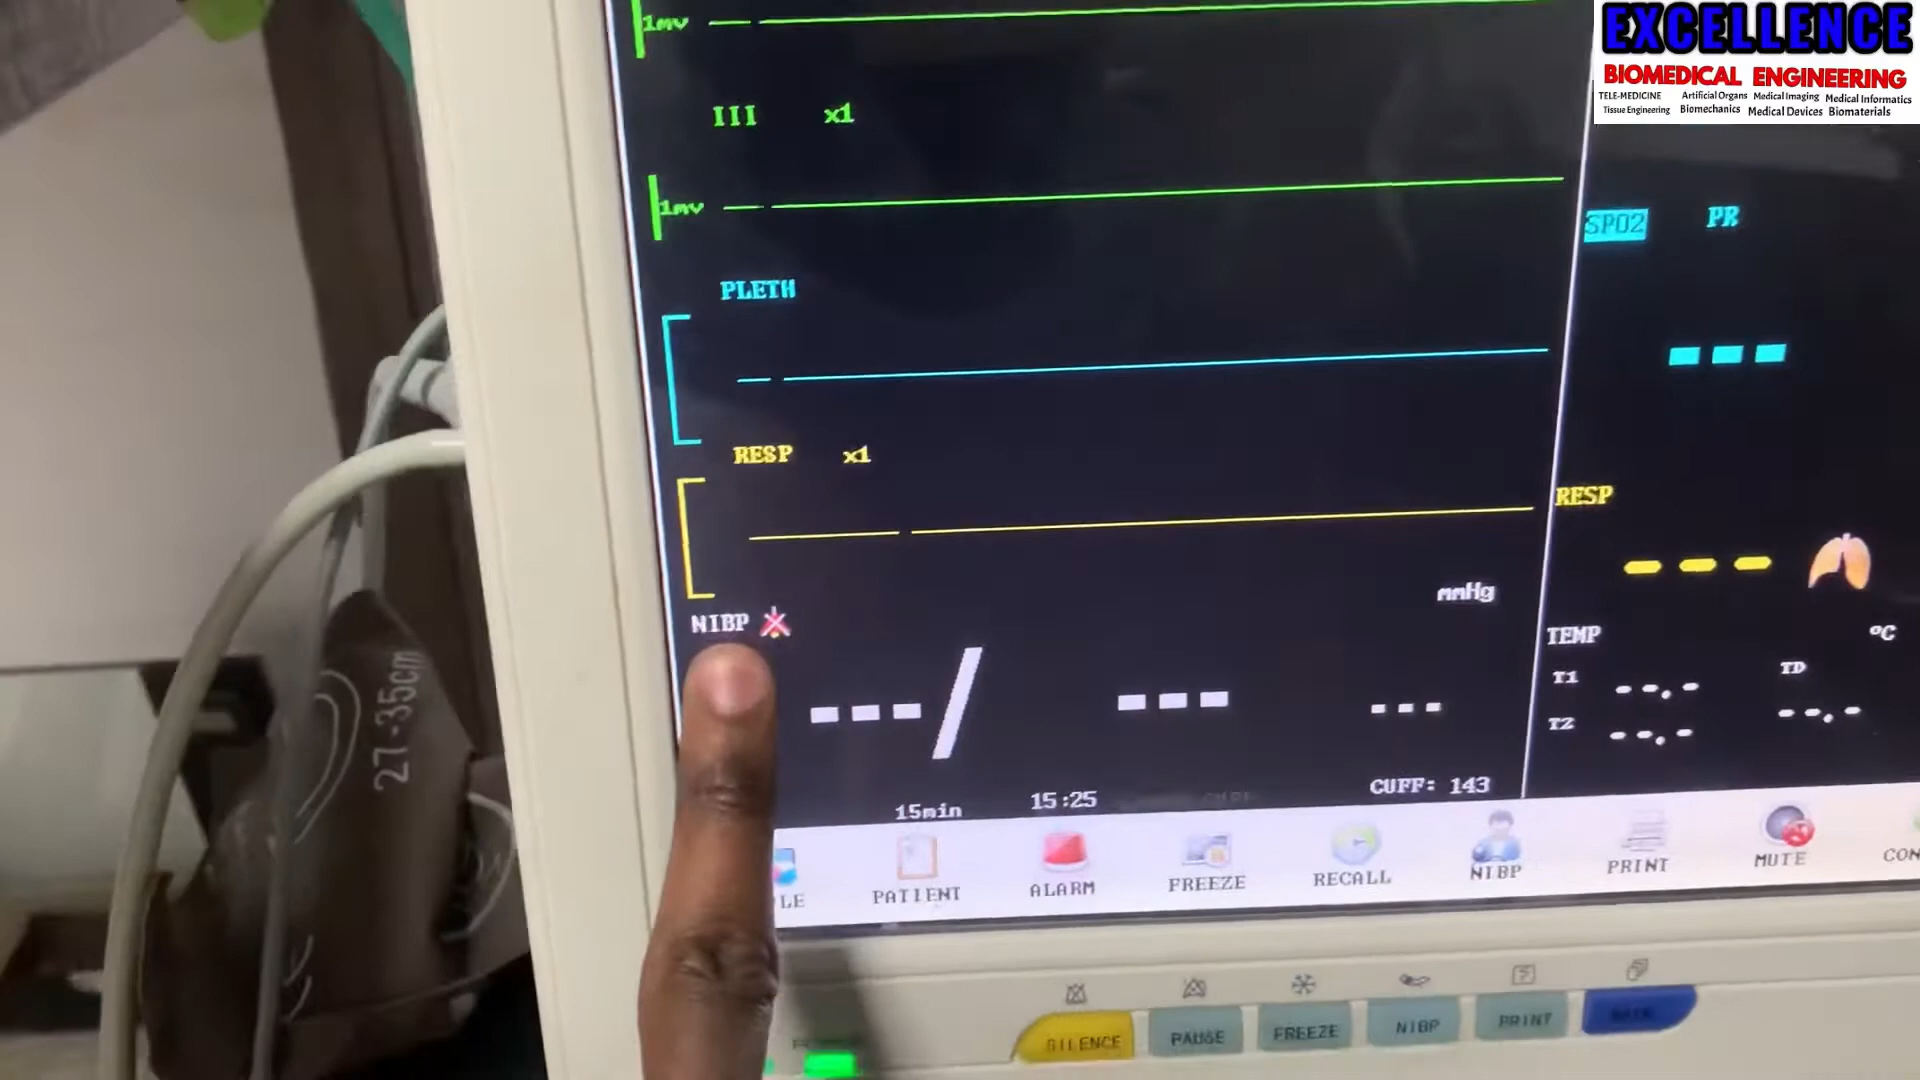 EXCELLENCE
BIOMEDICAL ENGINEERING
TELE-MEDICINE Artificial Organs Medical Imaging Medical Informatics
Tissue Engineering Biomechanics Medical Devices Biomaterials
1mv
III x1
1mv
SPO2 PR
PLETH
---
RESP x1
RESP
---
mmHg
NIBP
TEMP ºC
T1 --.- TD
---/ --- ---
T2 --.- --.-
27-35cm
15min 15:25 CUFF: 143
LE PATIENT ALARM FREEZE RECALL NIBP PRINT MUTE CON
SILENCE PAUSE FREEZE NIBP PRINT